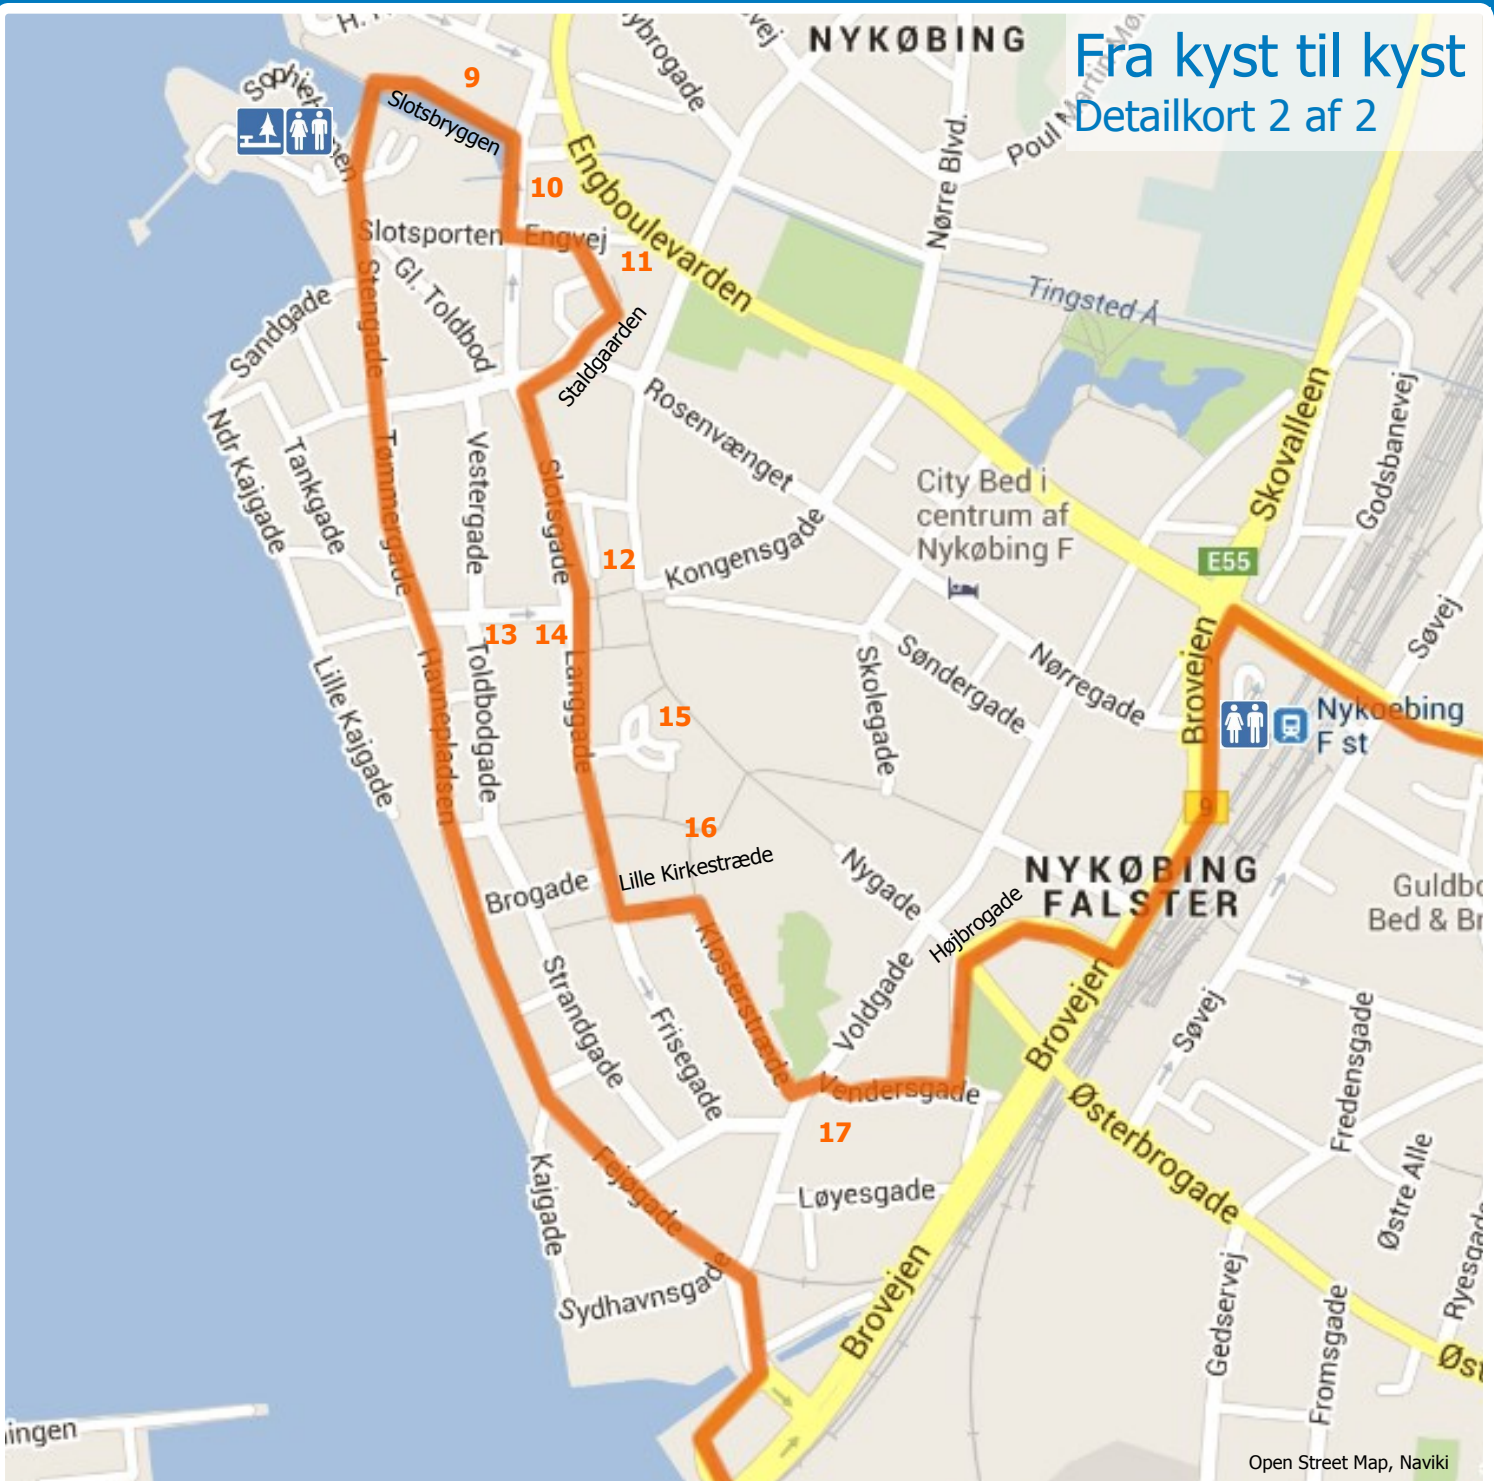 Fra kyst til kyst
Detailkort 2 af 2
NYKØBING
9
Slotsbryggen
10
Engboulevarden
Nørre Blvd.
Slotsporten
Engvej
11
Tingsted Å
Stengade
Gl. Toldbod
Sandgade
Staldgaarden
Rosenvænget
Skovalleen
Godsbanevej
Ndr Kajgade
Tankgade
Tømmergade
Vestergade
Slotsgade
City Bed i
centrum af
Nykøbing F
E55
12
Kongensgade
13
14
Søvej
Lille Kajgade
Havnepladsen
Toldbodgade
Langgade
Skolegade
Søndergade
Nørregade
Brovejen
15
Nykoebing
F st
9
16
Lille Kirkestræde
Brogade
Nygade
Højbrogade
NYKØBING
FALSTER
Klosterstræde
Voldgade
Brovejen
Søvej
Strandgade
Frisegade
Fredensgade
Vendersgade
17
Østerbrogade
Østre Alle
Fejøgade
Kajgade
Løyesgade
Sydhavnsgade
Brovejen
Gedservej
Fromsgade
Open Street Map, Naviki